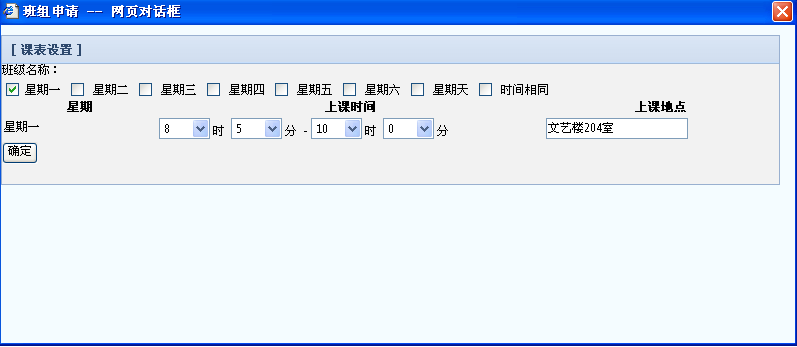 班组申请 -- 网页对话框
[ 课表设置 ]
班级名称：
星期一 星期二 星期三 星期四 星期五 星期六 星期天 时间相同
星期 上课时间 上课地点
星期一 8 时 5 分 - 10 时 0 分 文艺楼204室
确定